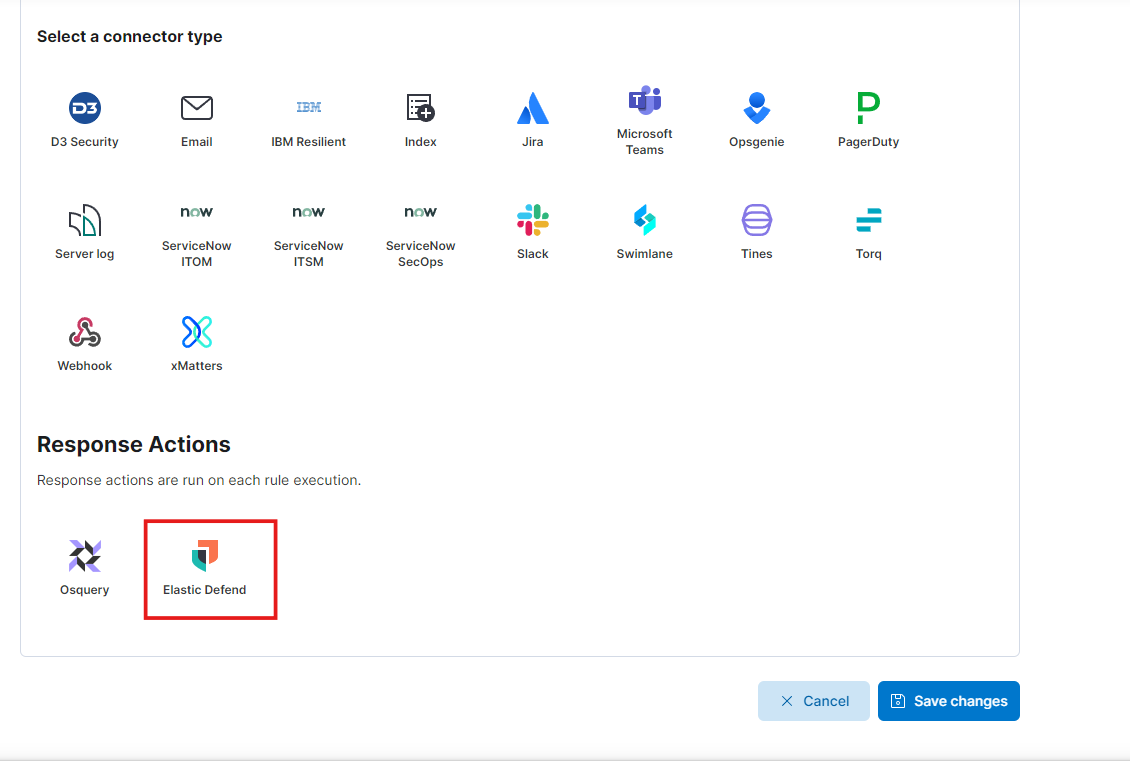 Select a connector type
D3
IBM
T
D3 Security
Email
IBM Resilient
Index
Jira
Microsoft
Teams
Opsgenie
PagerDuty
now
now
now
Server log
ServiceNow
ITOM
ServiceNow
ITSM
ServiceNow
SecOps
Slack
Swimlane
Tines
Torq
Webhook
xMatters
Response Actions
Response actions are run on each rule execution.
Osquery
Elastic Defend
Cancel
Save changes